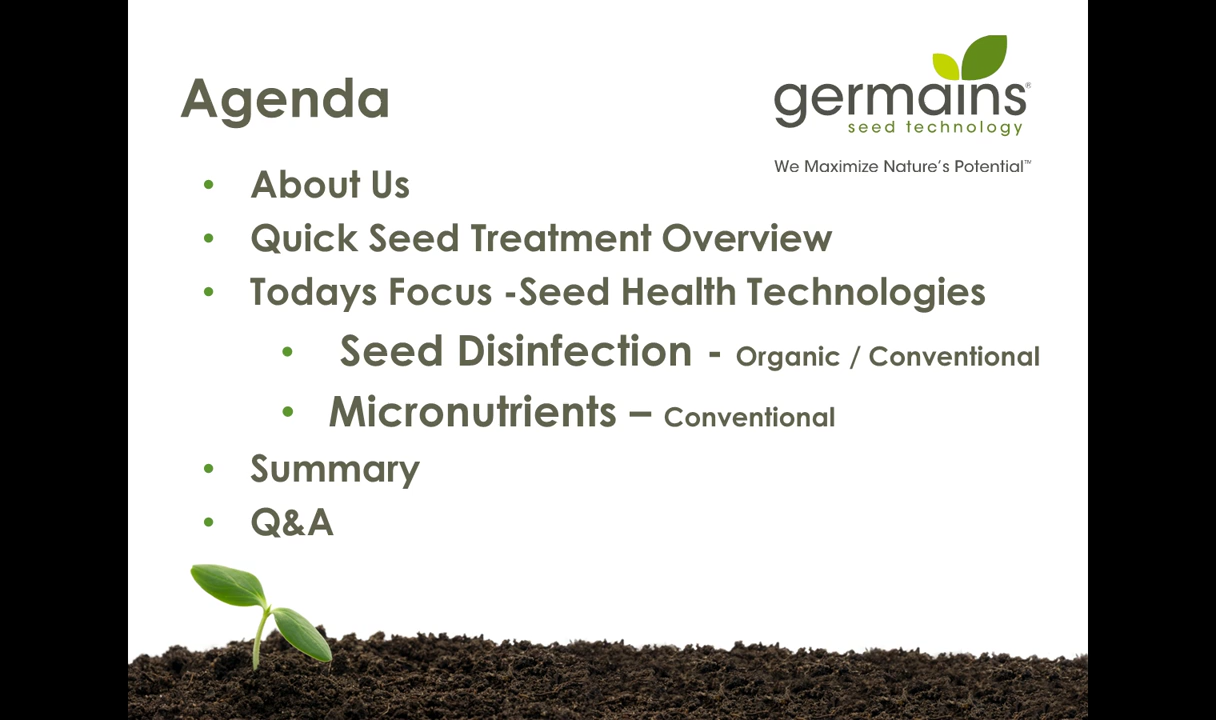 Agenda
germains®
seed technology
We Maximize Nature's Potential™
• About Us
• Quick Seed Treatment Overview
• Todays Focus -Seed Health Technologies
• Seed Disinfection - Organic / Conventional
• Micronutrients – Conventional
• Summary
• Q&A